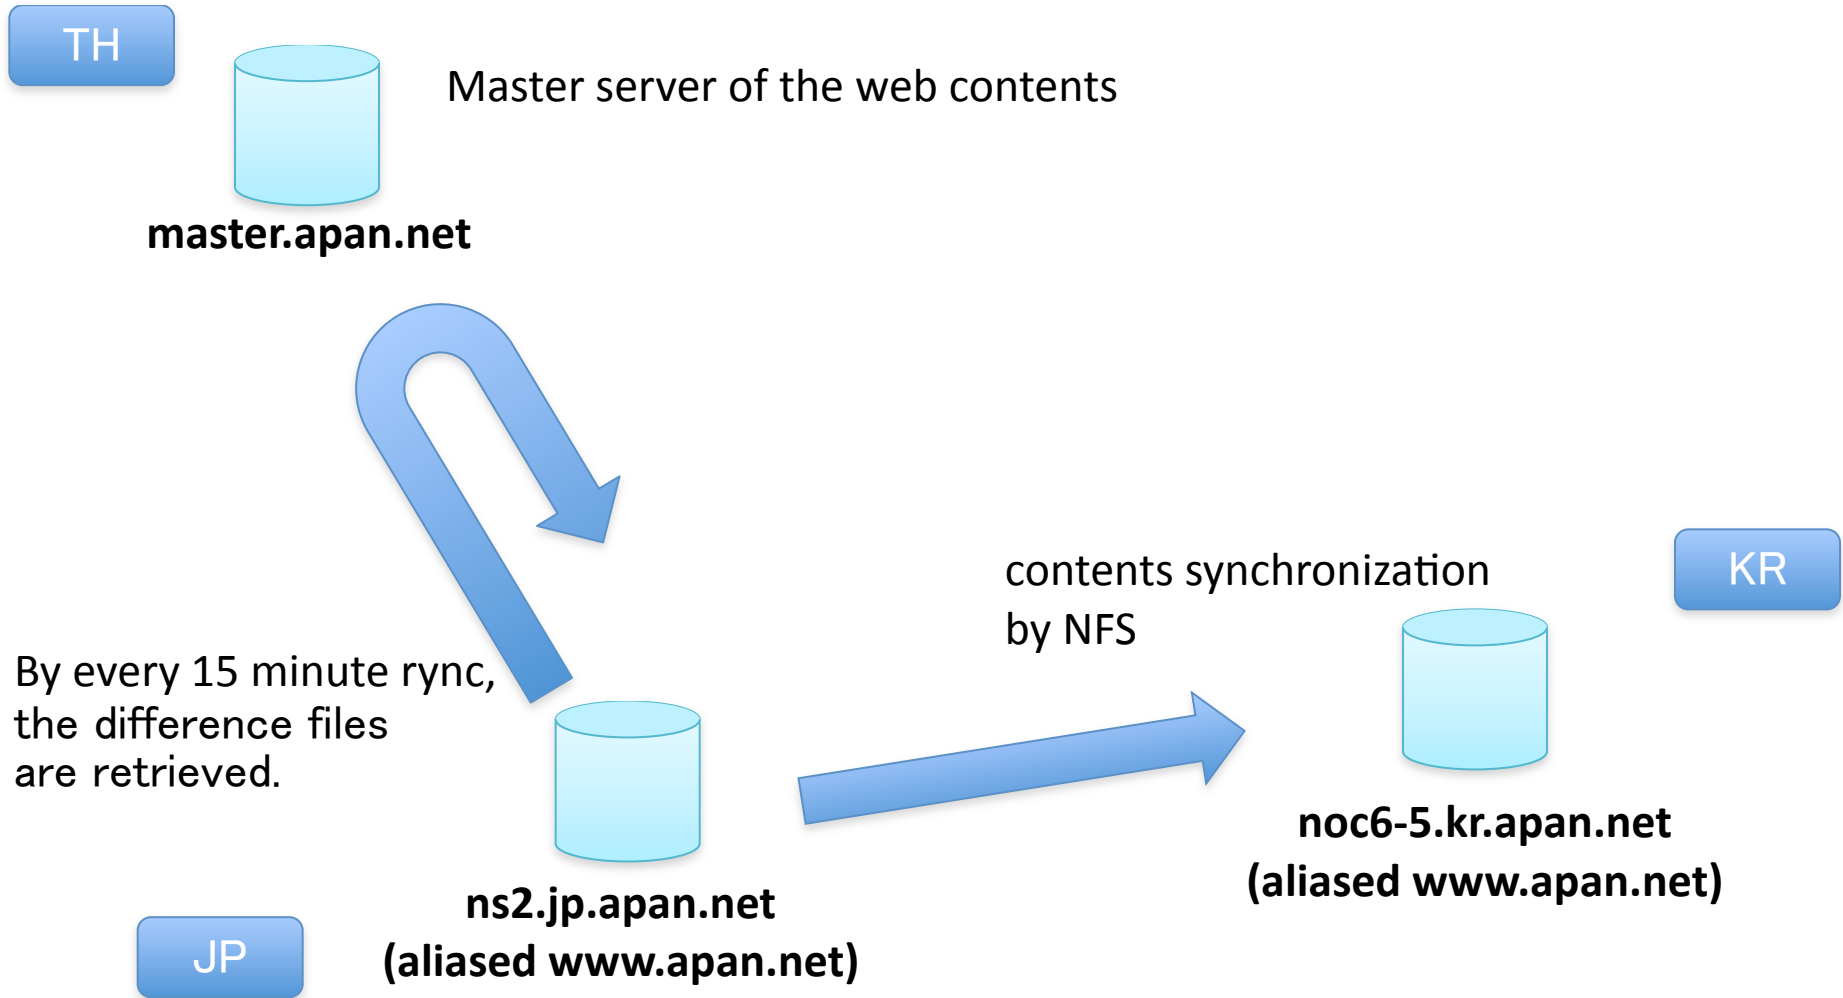 TH
Master server of the web contents
master.apan.net
contents synchronization
by NFS
KR
By every 15 minute rync,
the difference files
are retrieved.
noc6-5.kr.apan.net
(aliased www.apan.net)
ns2.jp.apan.net
(aliased www.apan.net)
JP